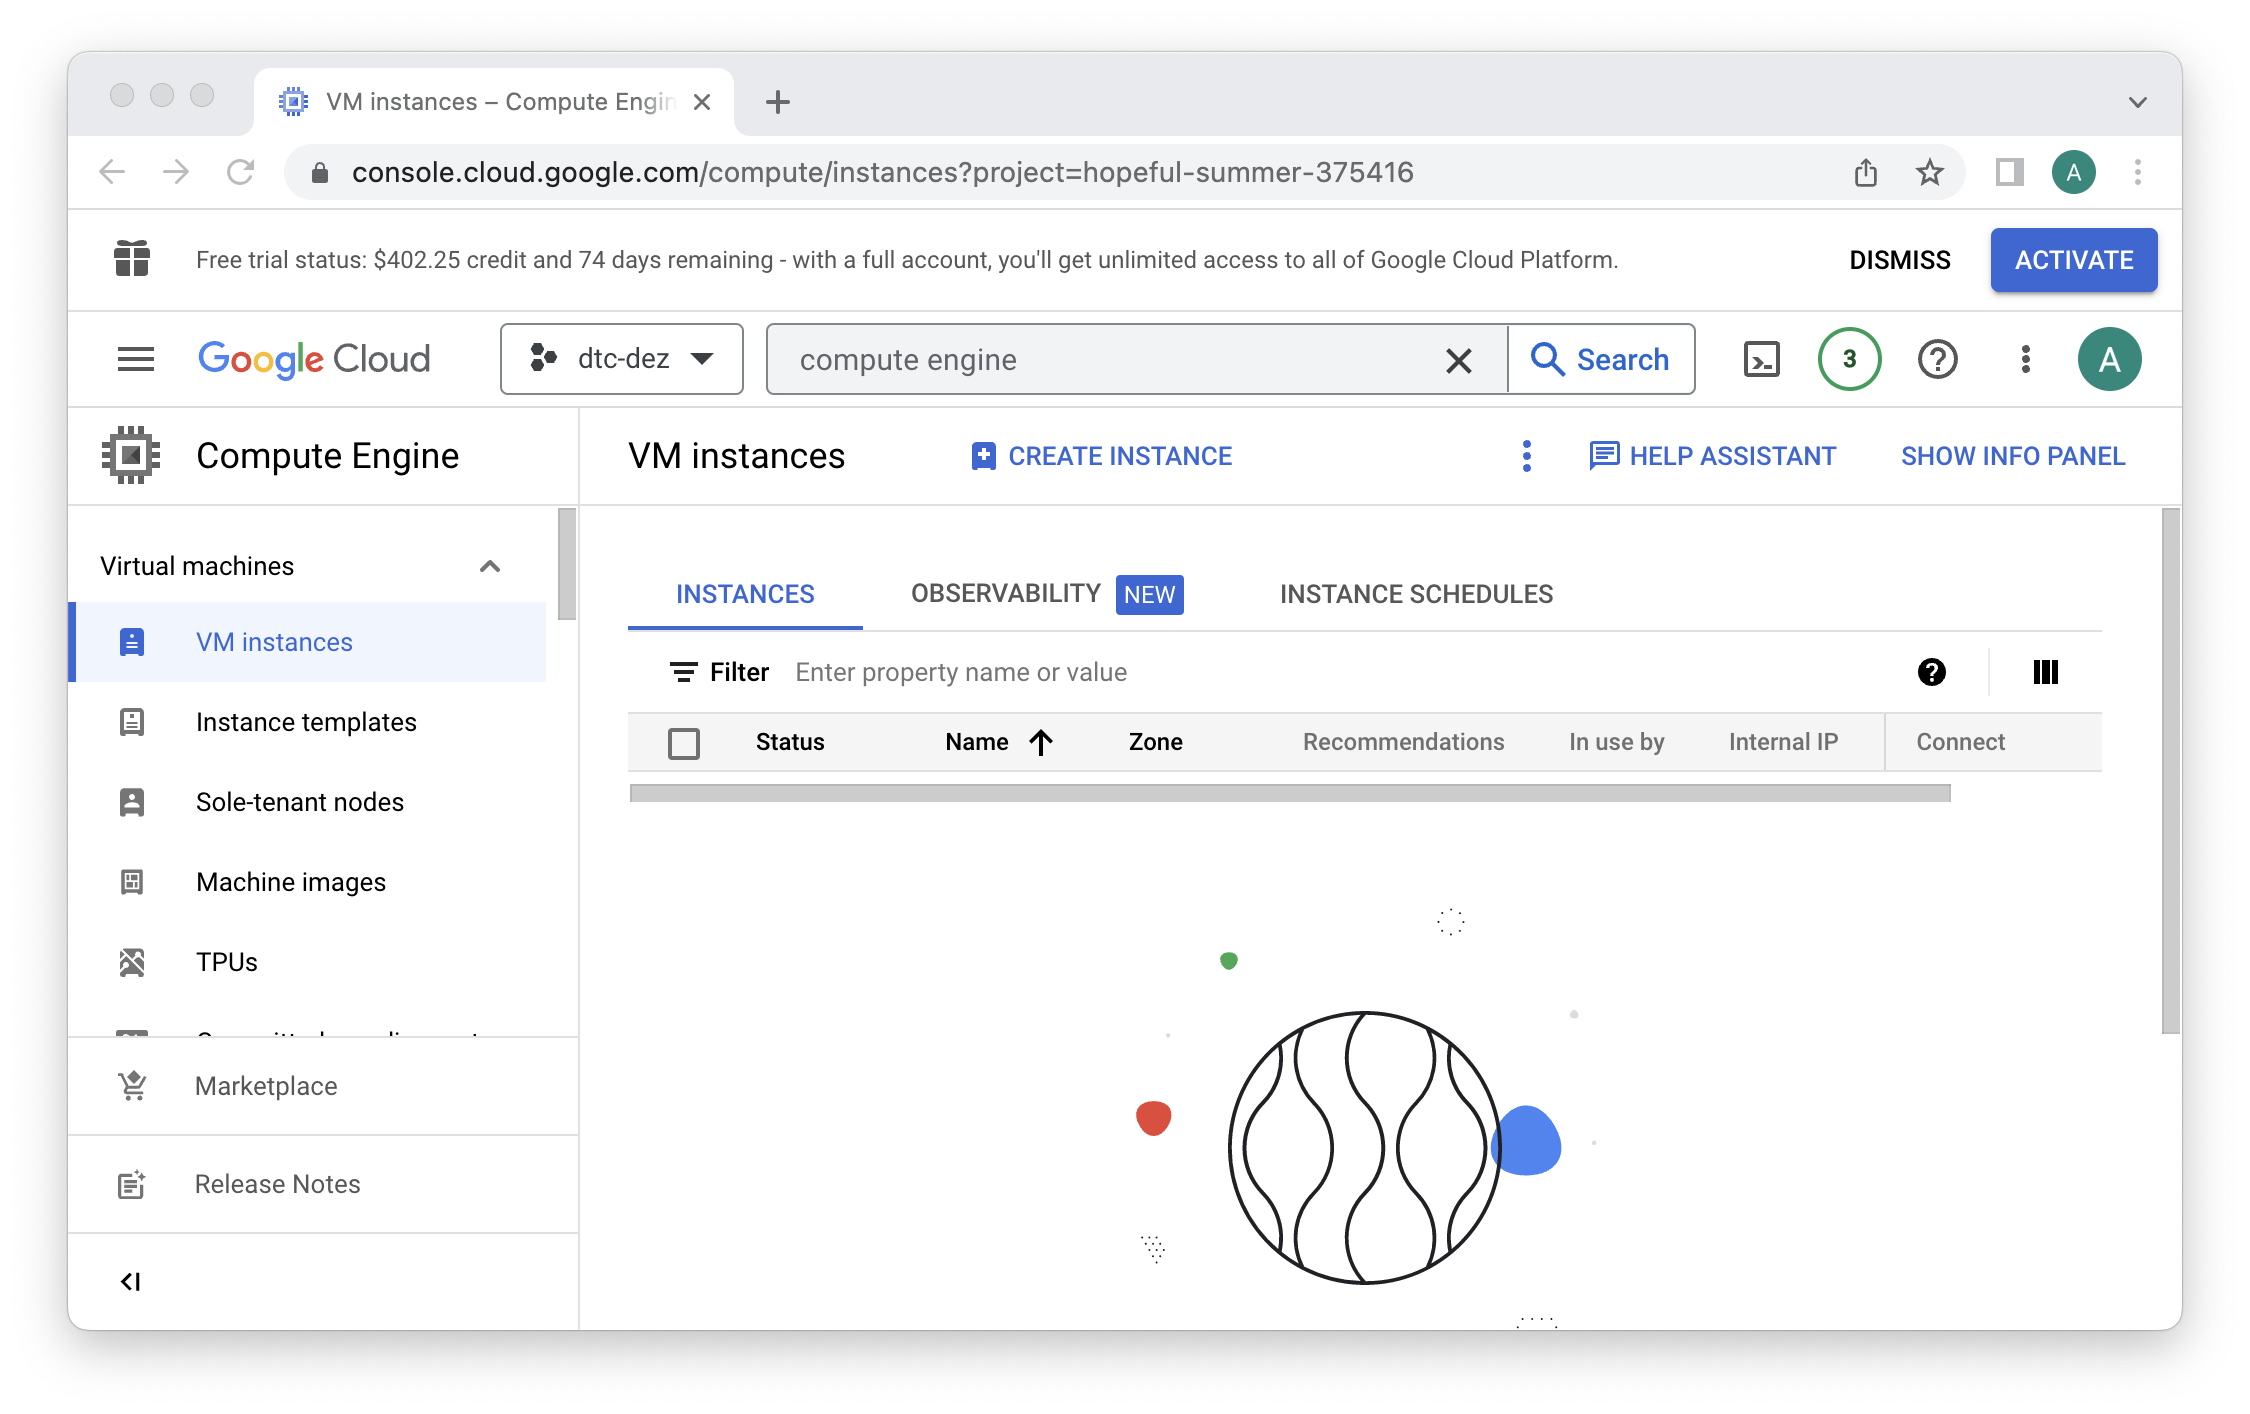 VM instances – Compute Engin
console.cloud.google.com/compute/instances?project=hopeful-summer-375416
A
Free trial status: $402.25 credit and 74 days remaining - with a full account, you'll get unlimited access to all of Google Cloud Platform.
DISMISS
ACTIVATE
Google Cloud
dtc-dez
compute engine
Search
3
A
Compute Engine
VM instances
CREATE INSTANCE
HELP ASSISTANT
SHOW INFO PANEL
Virtual machines
VM instances
Instance templates
Sole-tenant nodes
Machine images
TPUs
Marketplace
Release Notes
INSTANCES
OBSERVABILITY NEW
INSTANCE SCHEDULES
Filter Enter property name or value
Status Name Zone Recommendations In use by Internal IP Connect